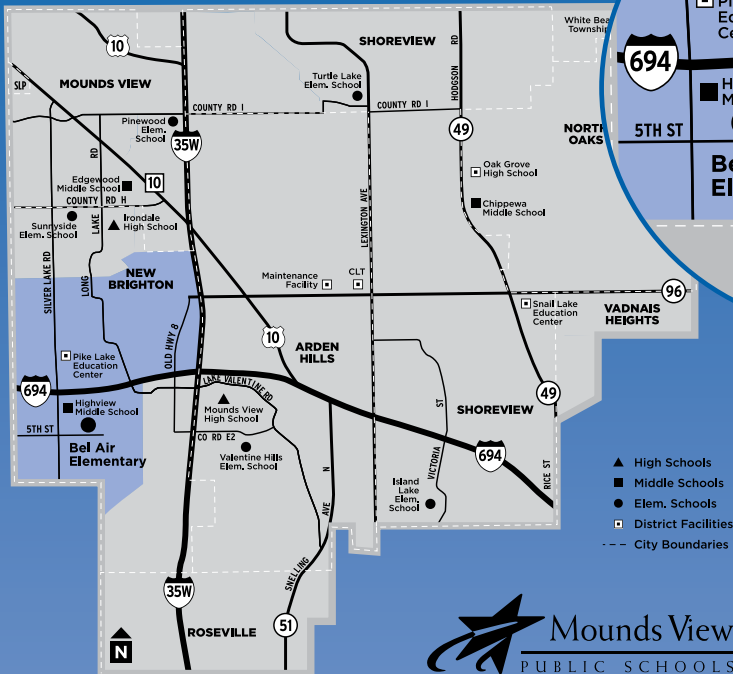 10
SHOREVIEW
HODGSON RD
White Bea
Township
MOUNDS VIEW
Turtle Lake
Elem. School
SLP
COUNTY RD I
COUNTY RD I
Pinewood
Elem.
School
35W
49
NORTH
OAKS
694
5TH ST
Ed
Ce
H
M
Be
El
RD
Edgewood
Middle School
10
Oak Grove
High School
COUNTY RD H
Chippewa
Middle School
Sunnyside
Elem. School
Irondale
High School
LAKE
LONG
LEXINGTON AVE
SILVER LAKE RD
NEW
BRIGHTON
Maintenance
Facility
CLT
96
Snail Lake
Education
Center
VADNAIS
HEIGHTS
OLD HWY 8
10
ARDEN
HILLS
Pike Lake
Education
Center
694
LAKE VALENTINE RD
49
Highview
Middle School
Mounds View
High School
SHOREVIEW
5TH ST
CO RD E2
Bel Air
Elementary
Valentine Hills
Elem. School
694
VICTORIA ST
RICE ST
Island
Lake
Elem.
School
SNELLING AVE N
High Schools
Middle Schools
Elem. Schools
District Facilities
City Boundaries
35W
51
ROSEVILLE
N
Mounds View
PUBLIC SCHOOLS